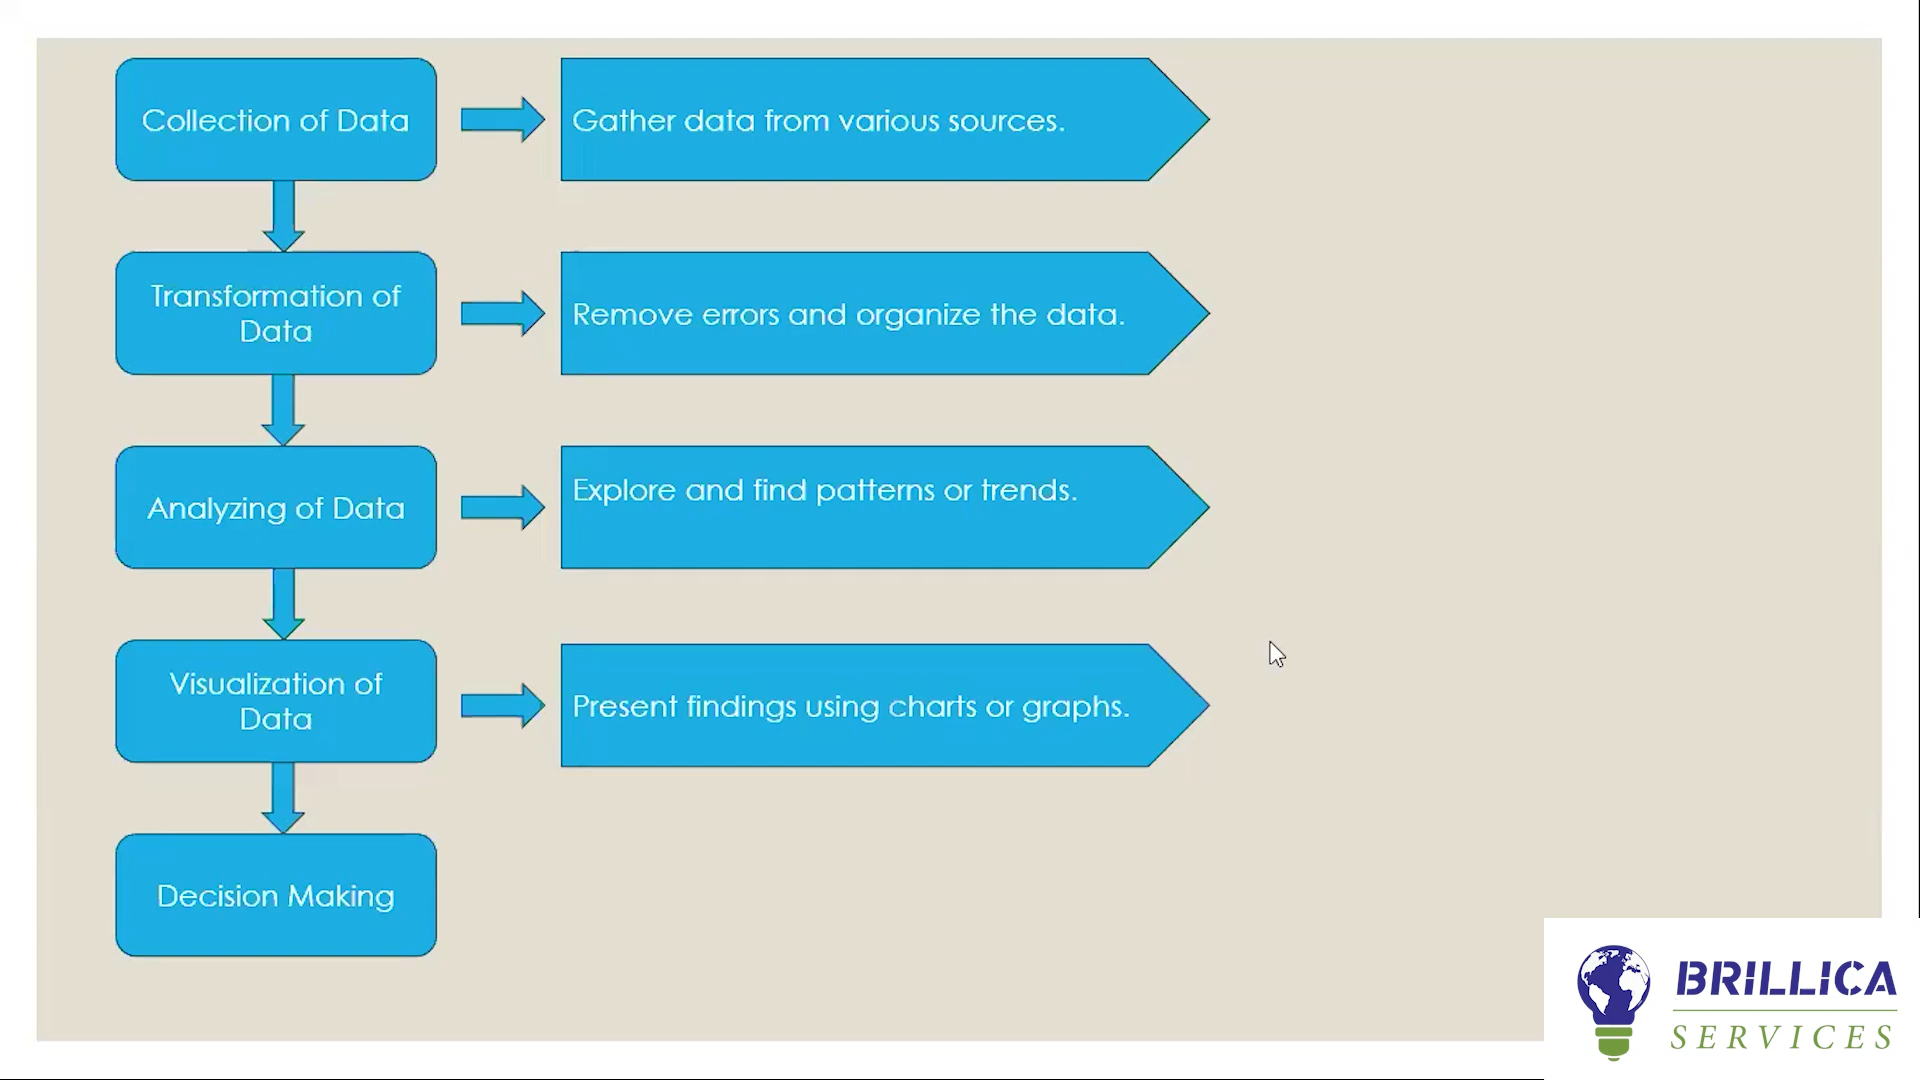 Collection of Data
Gather data from various sources.
Transformation of
Data
Remove errors and organize the data.
Analyzing of Data
Explore and find patterns or trends.
Visualization of
Data
Present findings using charts or graphs.
Decision Making
BRILLICA
SERVICES